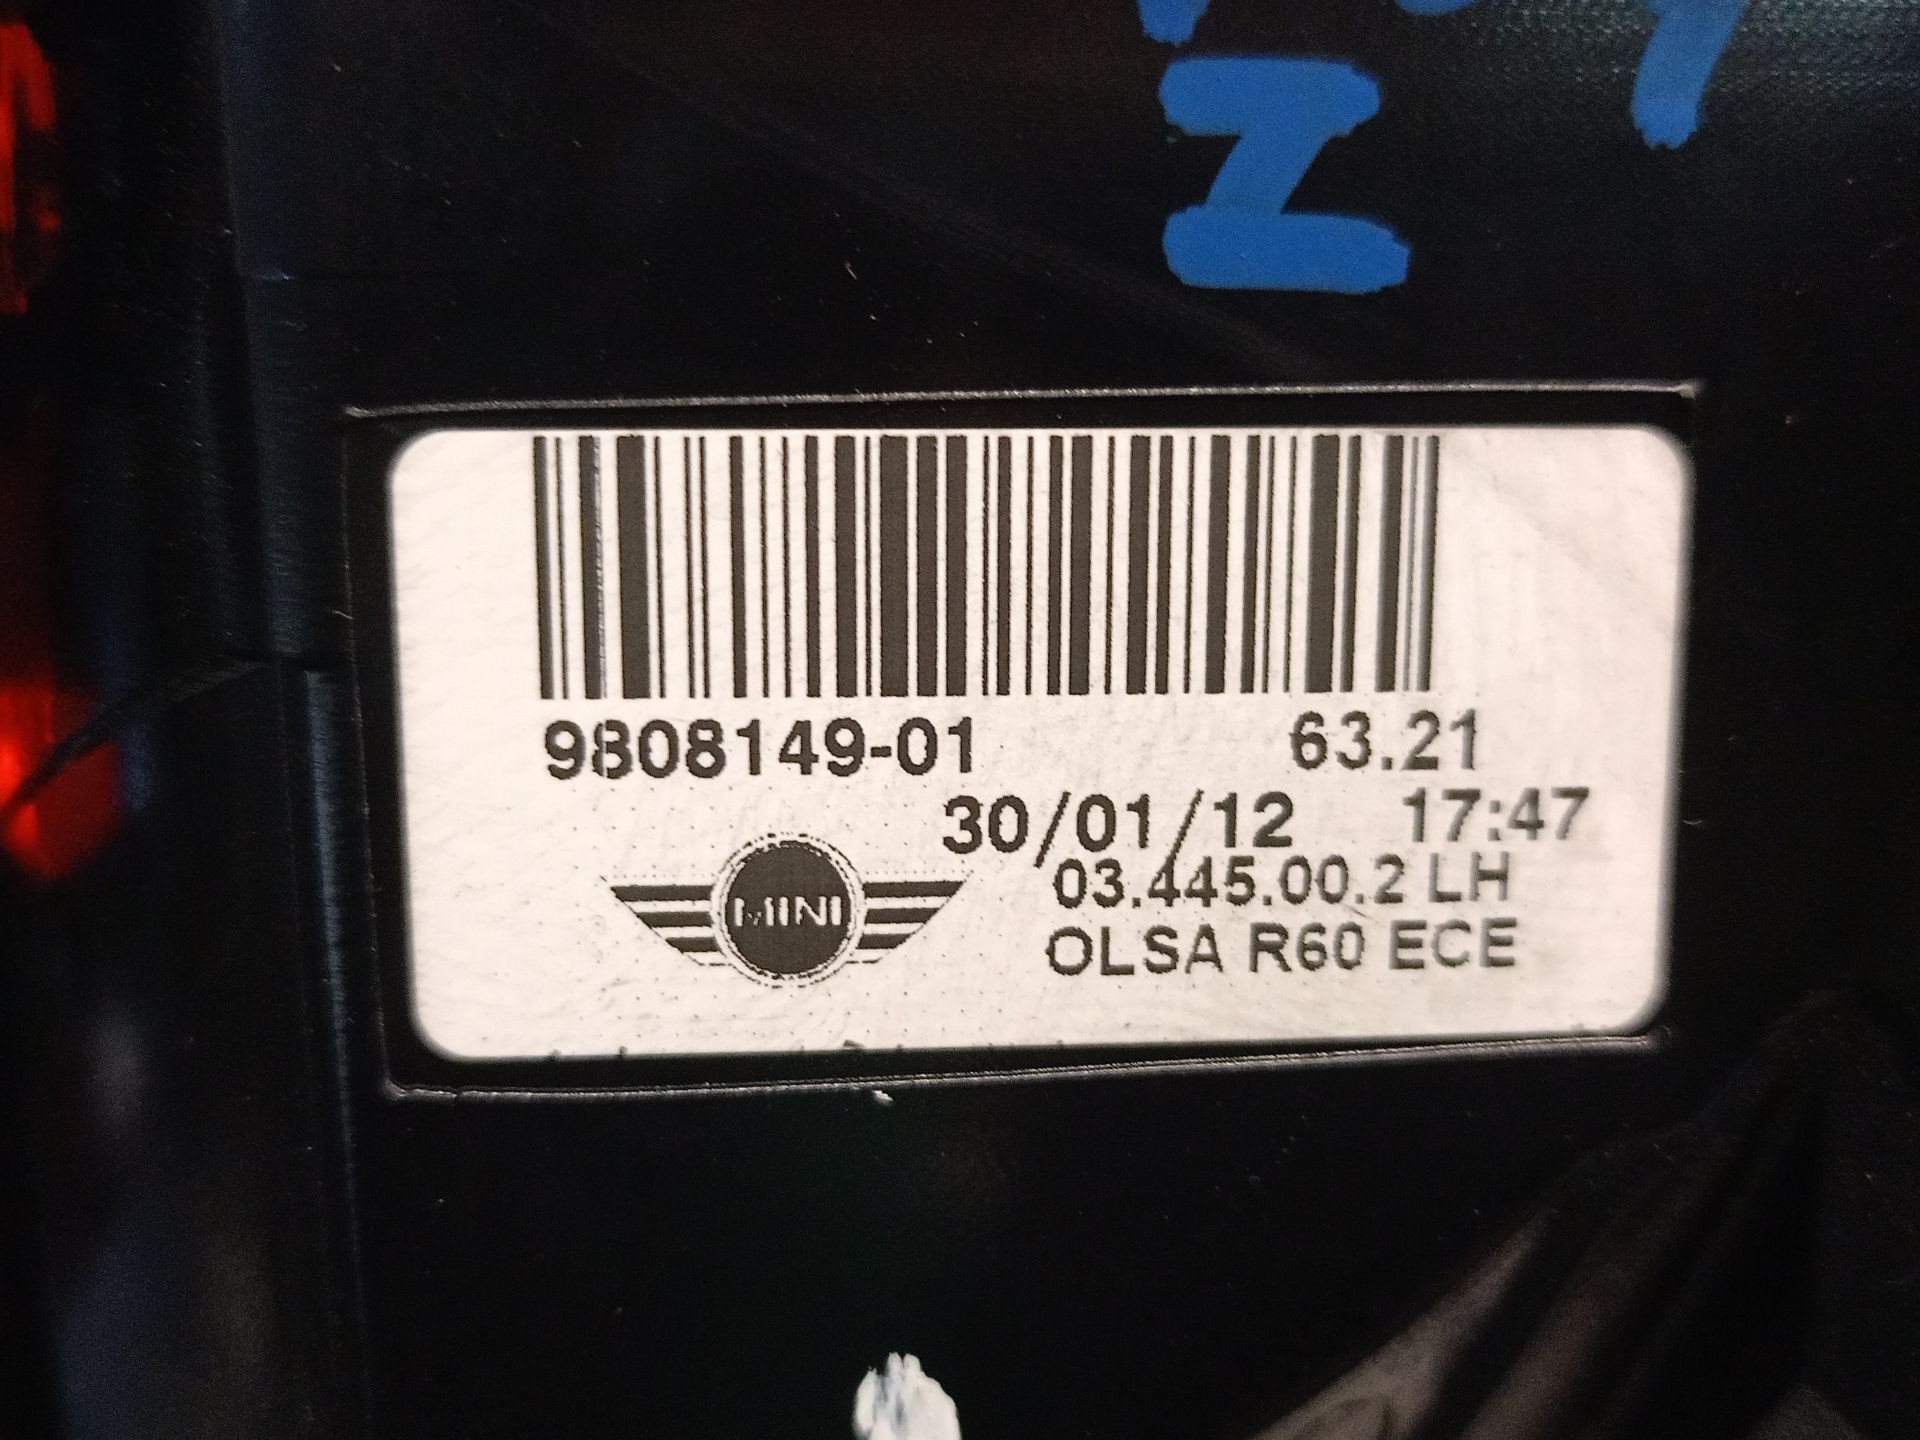 Z
9808149-01 63.21
30/01/12 17:47
03.445.00.2 LH
MINI
OLSA R60 ECE